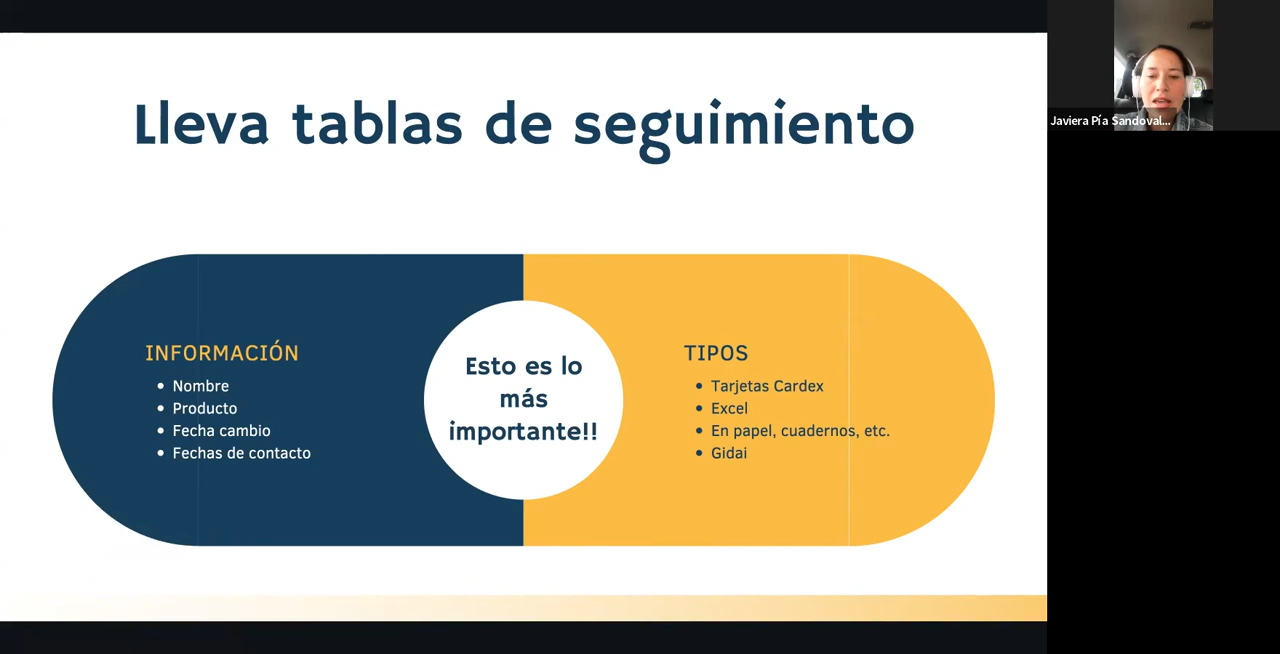 Lleva tablas de seguimiento
INFORMACIÓN
Nombre
Producto
Fecha cambio
Fechas de contacto
Esto es lo
más
importante!!
TIPOS
Tarjetas Cardex
Excel
En papel, cuadernos, etc.
Gidai
Javiera Pía Sandoval...